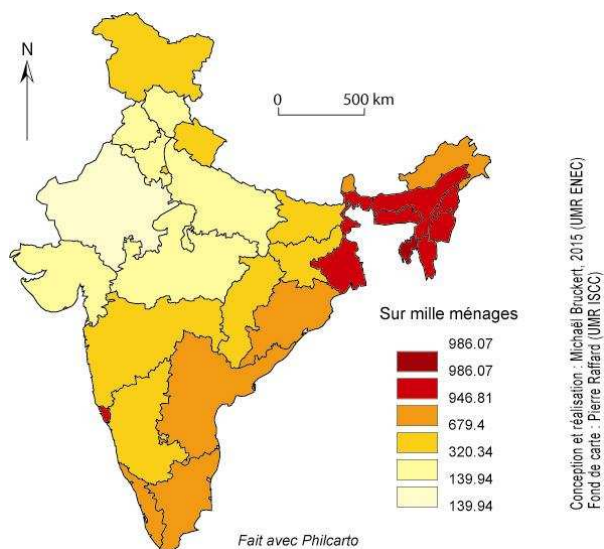 N
0 500 km
Sur mille ménages
986.07
986.07
946.81
679.4
320.34
139.94
139.94
Fait avec Philcarto
Conception et réalisation : Michaël Bruckert, 2015 (UMR ENEC)
Fond de carte : Pierre Raffard (UMR ISCC)